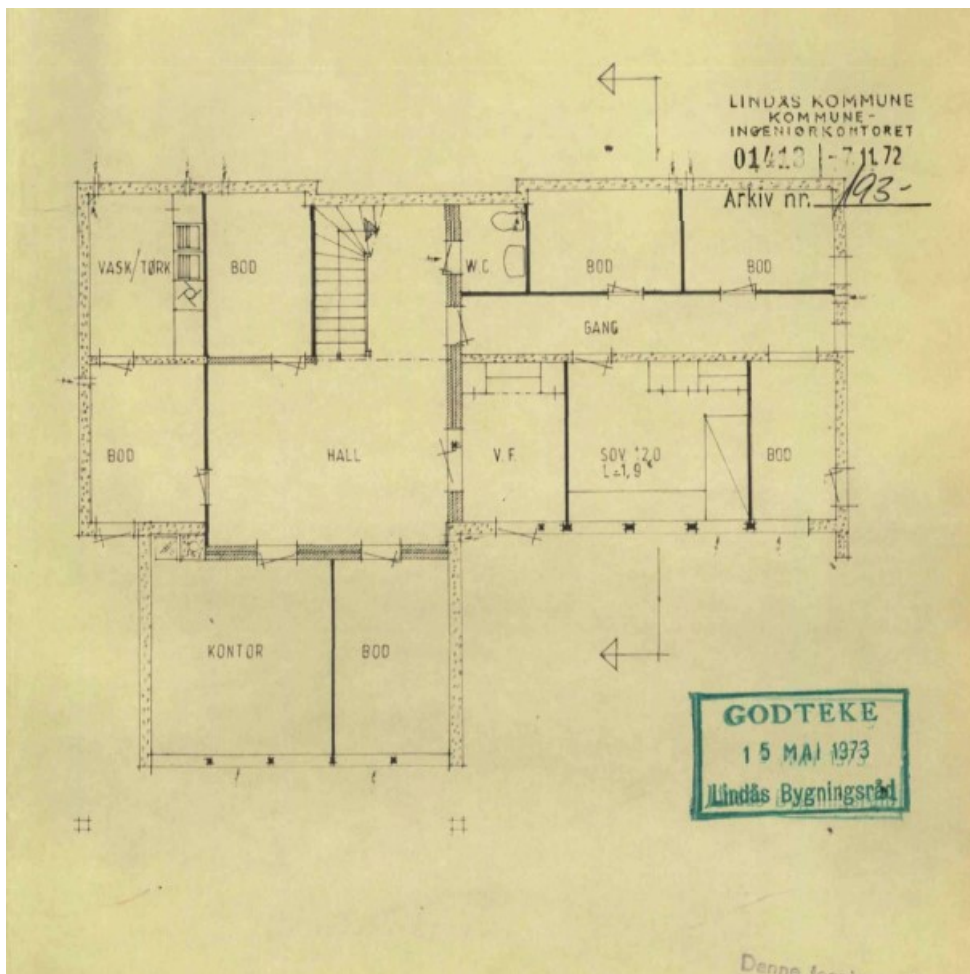 LINDÅS KOMMUNE
KOMMUNE-
INGENIØRKONTORET
01413 - 7.11.72
Arkiv nr. 193-
VASK/TØRK
BOD
W.C.
BOD
BOD
GANG
BOD
HALL
V.F.
SOV 12,0
L=1,9
BOD
KONTOR
BOD
GODTEKE
15 MAI 1973
Lindås Bygningsråd
Denne